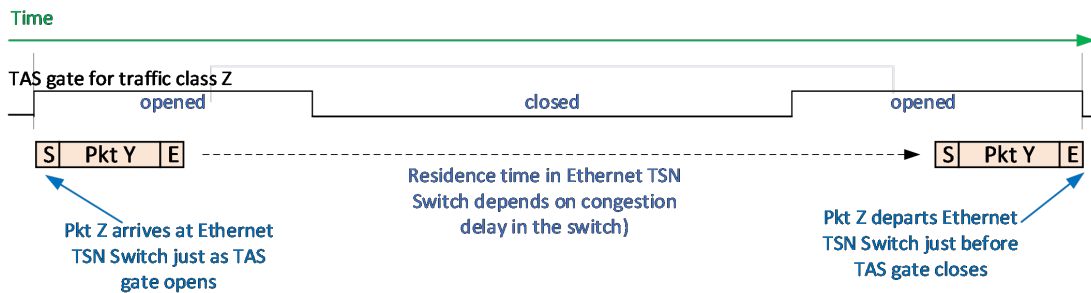 Time
TAS gate for traffic class Z
opened
closed
opened
S Pkt Y E
S Pkt Y E
Residence time in Ethernet TSN
Switch depends on congestion
delay in the switch)
Pkt Z arrives at Ethernet
TSN Switch just as TAS
gate opens
Pkt Z departs Ethernet
TSN Switch just before
TAS gate closes